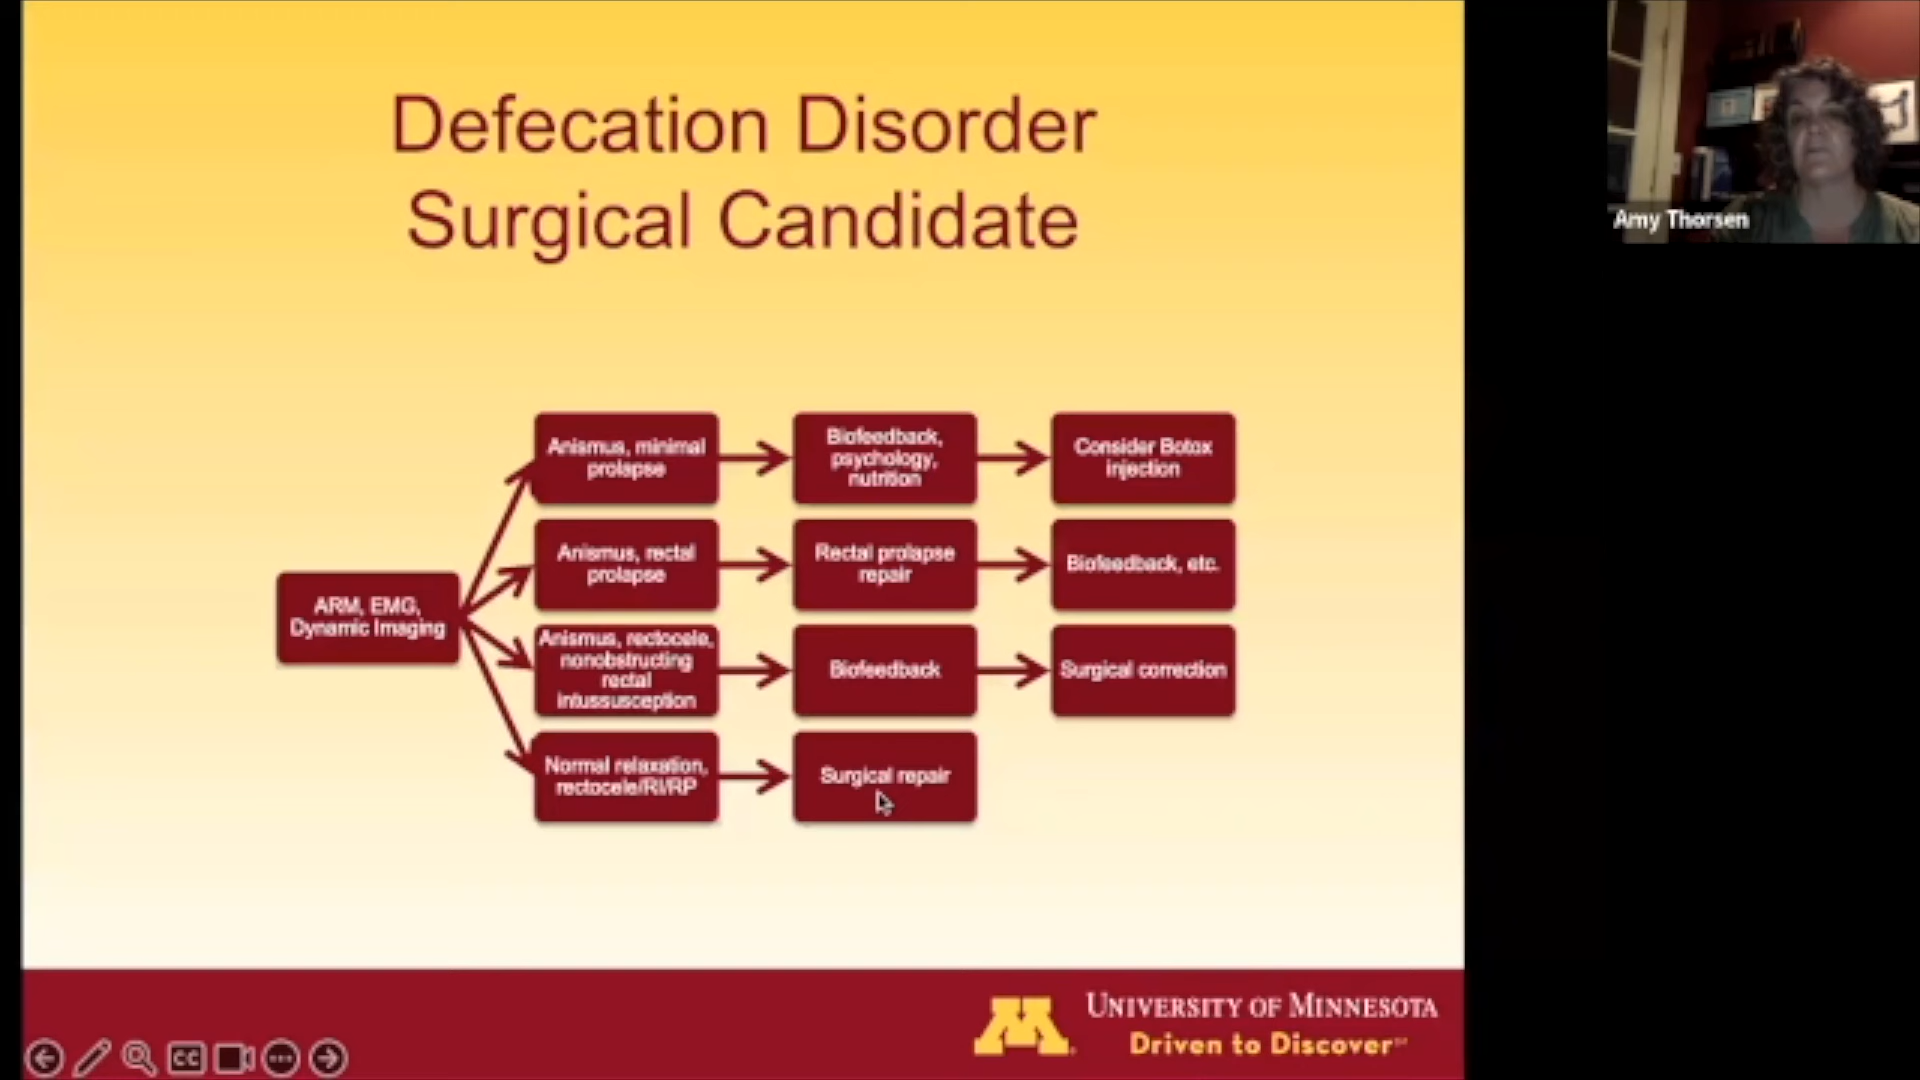 Defecation Disorder
Surgical Candidate
ARM, EMG,
Dynamic Imaging
Anismus, minimal
prolapse
Biofeedback,
psychology,
nutrition
Consider Botox
injection
Anismus, rectal
prolapse
Rectal prolapse
repair
Biofeedback, etc.
Anismus, rectocele,
nonobstructing
rectal
intussusception
Biofeedback
Surgical correction
Normal relaxation,
rectocele/RI/RP
Surgical repair
M
UNIVERSITY OF MINNESOTA
Driven to Discover
CC
Amy Thorsen